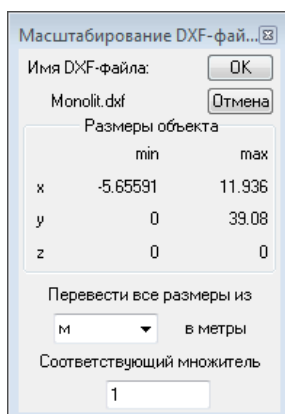 Масштабирование DXF-фай...
Имя DXF-файла: OK
Monolit.dxf Отмена
Размеры объекта
min max
x -5.65591 11.936
y 0 39.08
z 0 0
Перевести все размеры из
м в метры
Соответствующий множитель
1